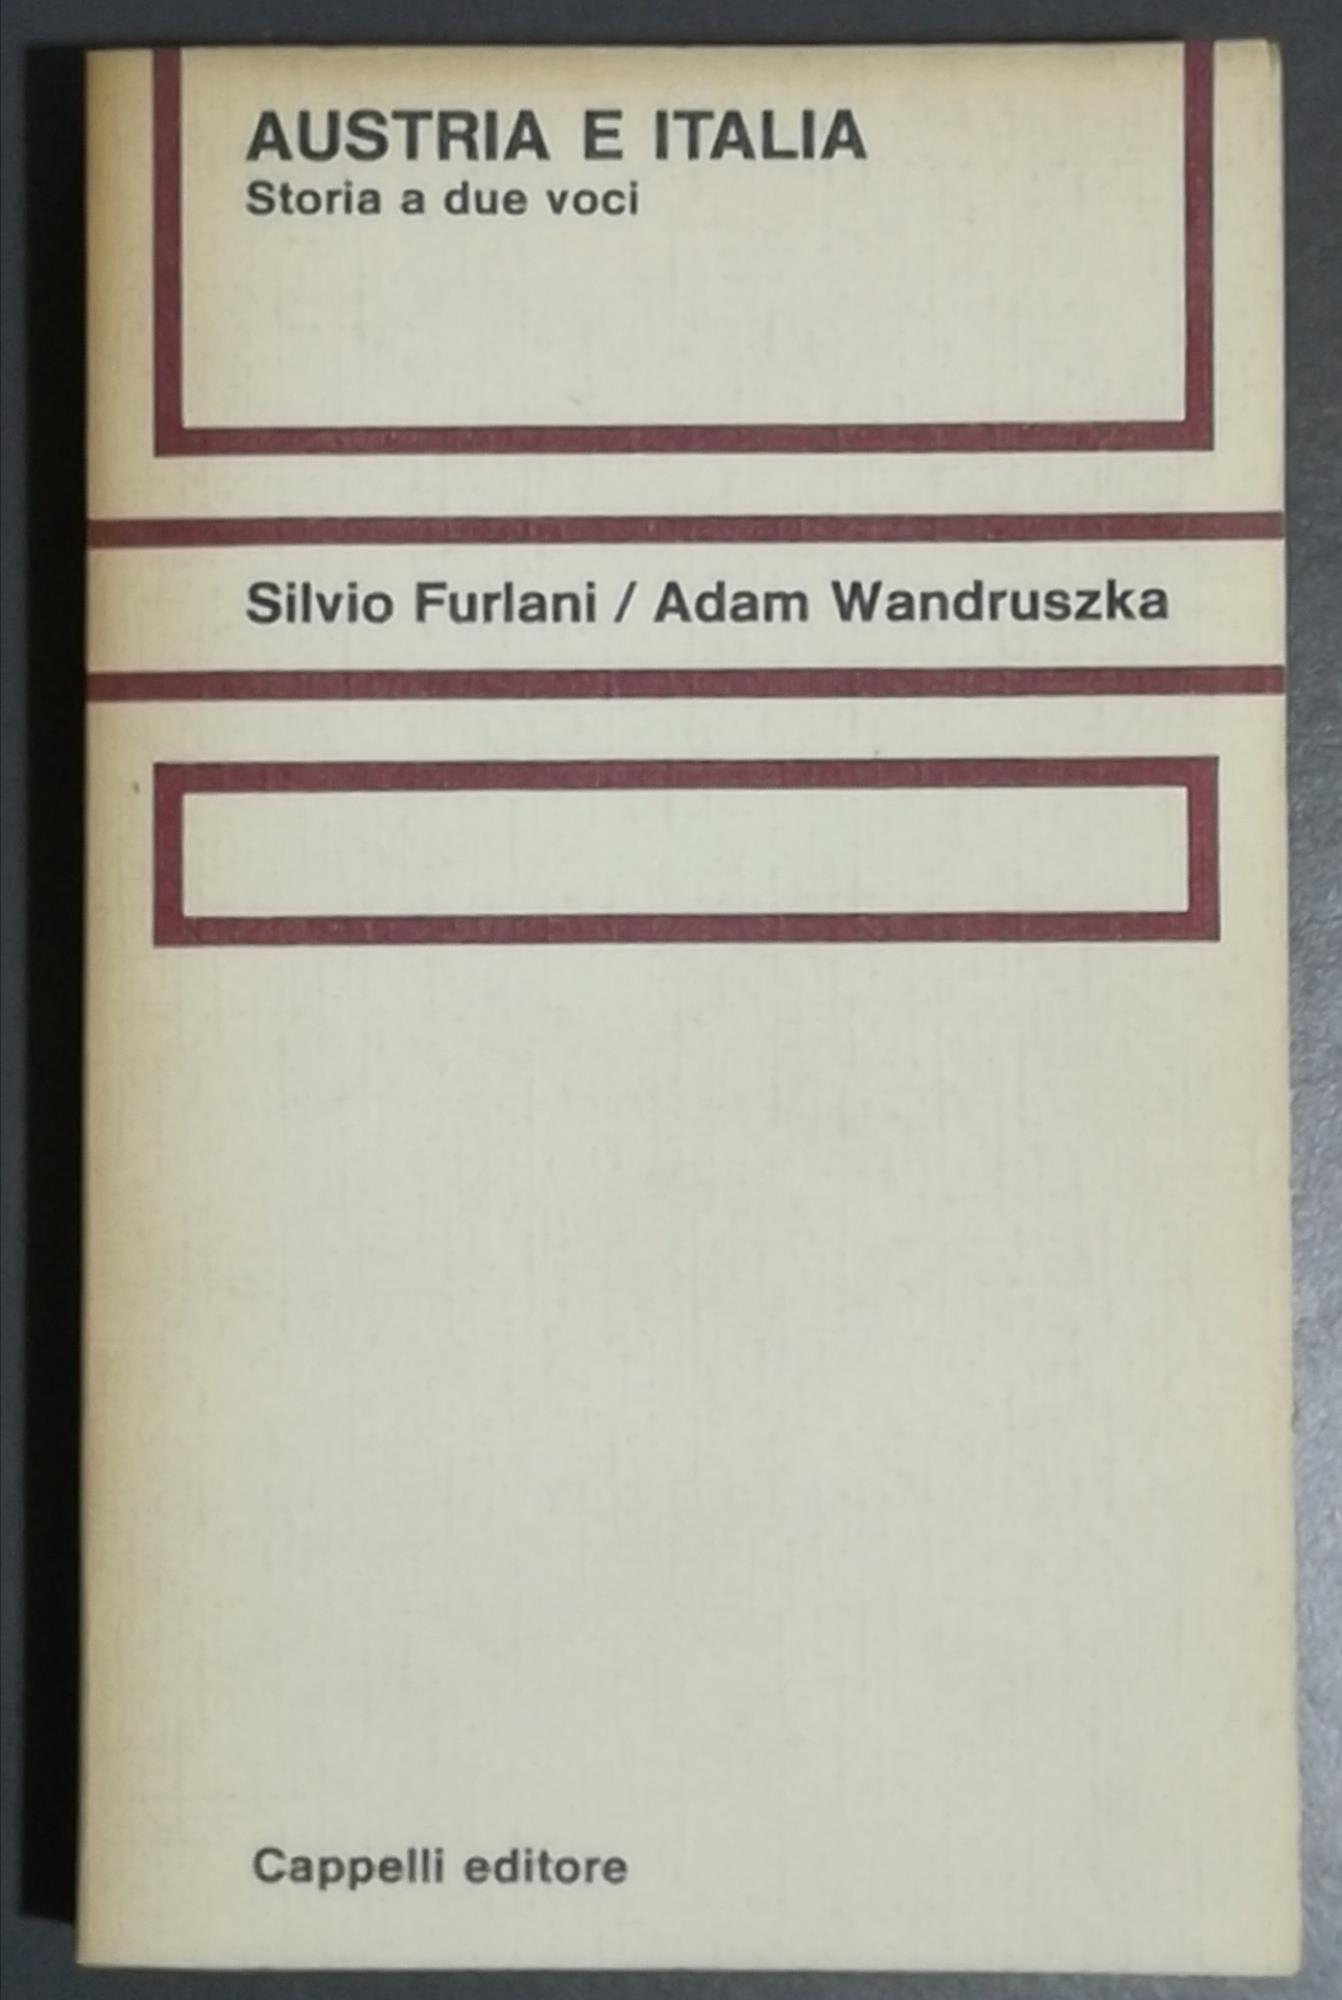 AUSTRIA E ITALIA
Storia a due voci
Silvio Furlani / Adam Wandruszka
Cappelli editore